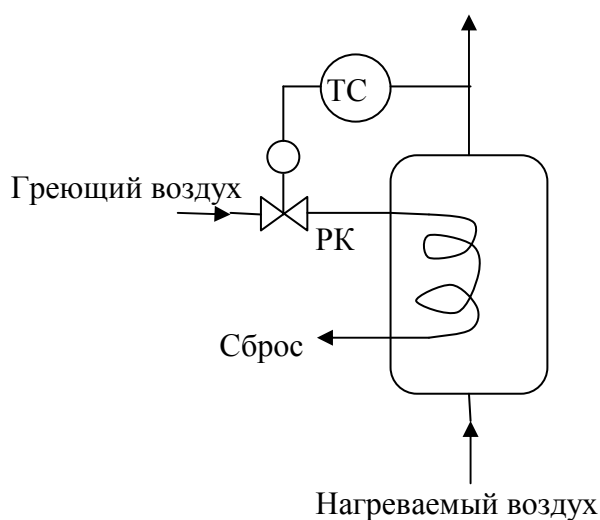 ТС
Греющий воздух
РК
Сброс
Нагреваемый воздух